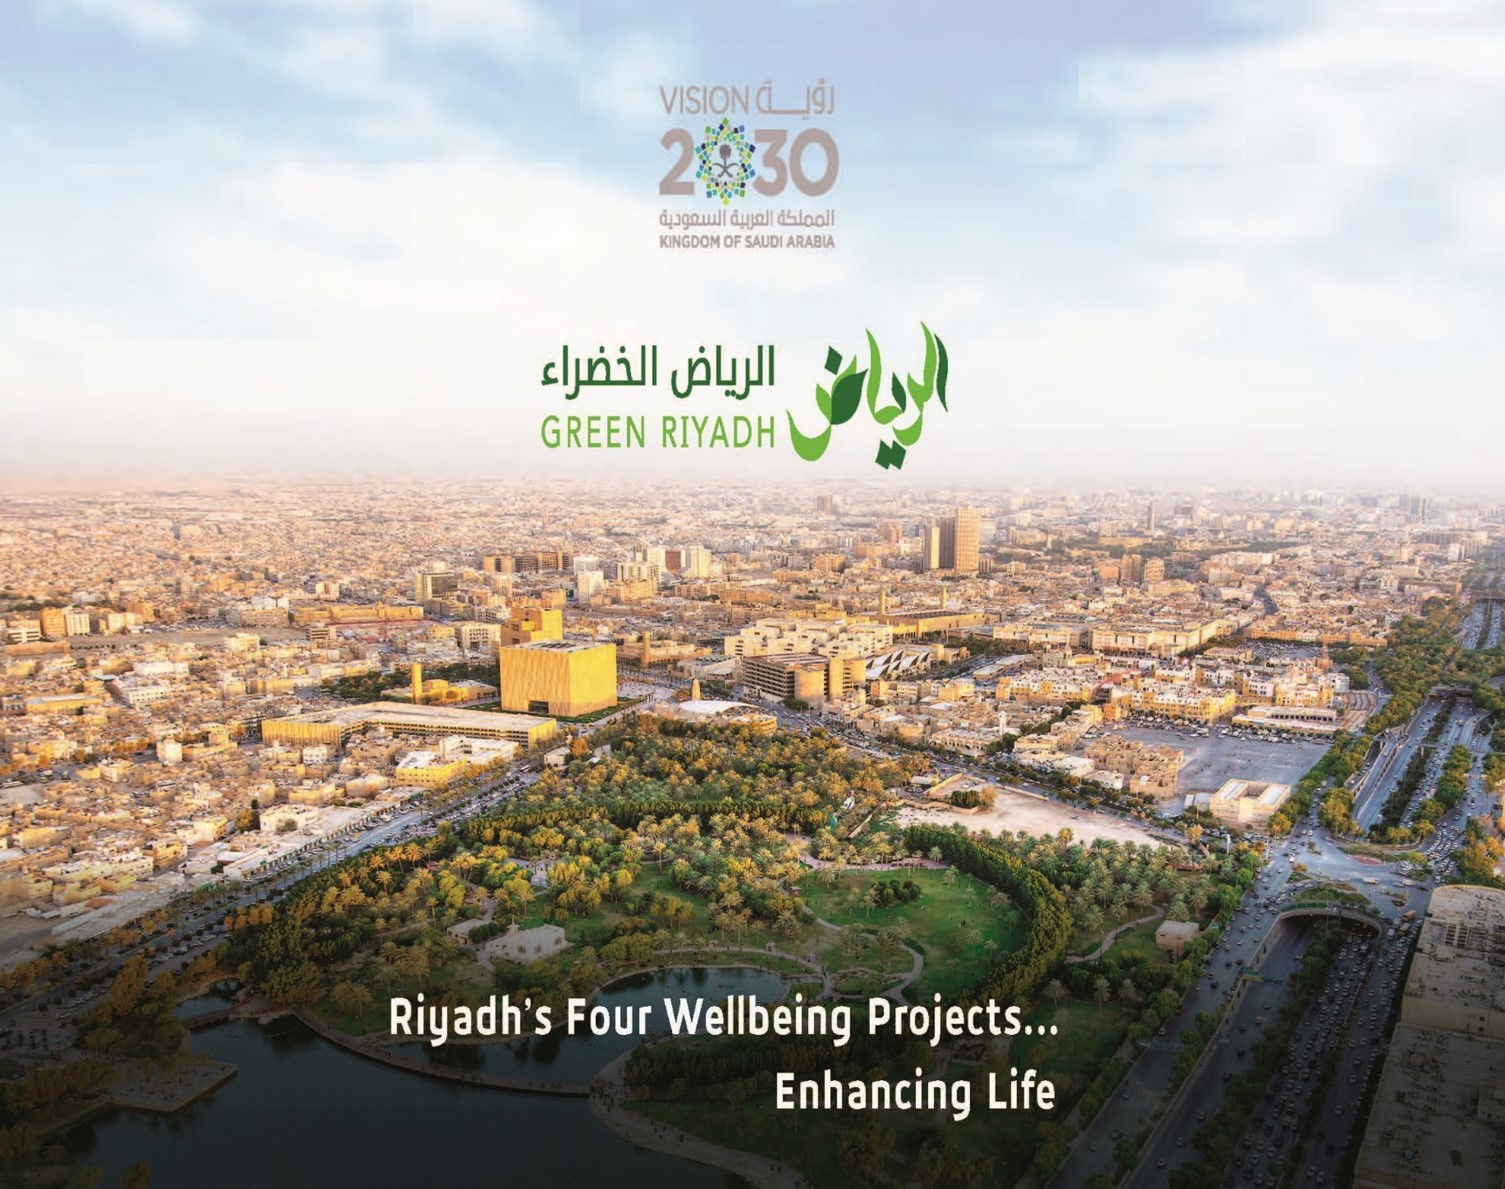 VISION رؤيـــة
2030
المملكة العربية السعودية
KINGDOM OF SAUDI ARABIA
الرياض الخضراء
GREEN RIYADH
الرياض
Riyadh's Four Wellbeing Projects...
Enhancing Life